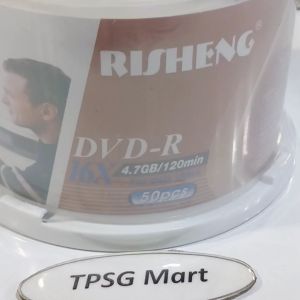 RISHENG
DVD-R
16X 4.7GB/120min
50pcs
TPSG Mart